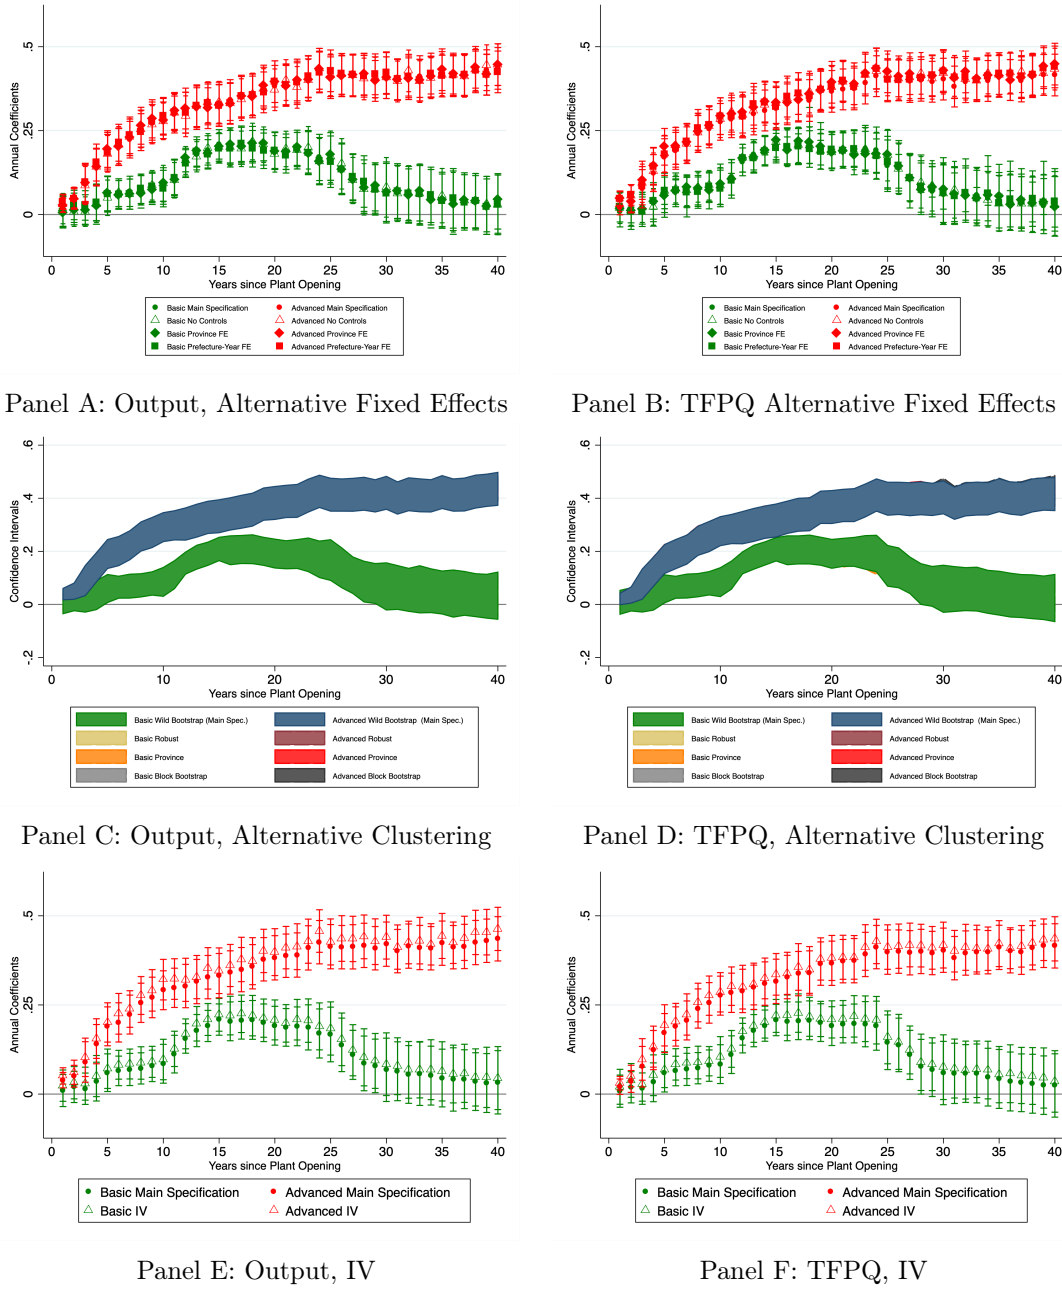 .5
.25
0
Annual Coefficients
0 5 10 15 20 25 30 35 40
Years since Plant Opening
Basic Main Specification Advanced Main Specification
Basic No Controls Advanced No Controls
Basic Province FE Advanced Province FE
Basic Prefecture-Year FE Advanced Prefecture-Year FE
Panel A: Output, Alternative Fixed Effects
.5
.25
0
Annual Coefficients
0 5 10 15 20 25 30 35 40
Years since Plant Opening
Basic Main Specification Advanced Main Specification
Basic No Controls Advanced No Controls
Basic Province FE Advanced Province FE
Basic Prefecture-Year FE Advanced Prefecture-Year FE
Panel B: TFPQ Alternative Fixed Effects
.6
.4
.2
0
-.2
Confidence Intervals
0 10 20 30 40
Years since Plant Opening
Basic Wild Bootstrap (Main Spec.) Advanced Wild Bootstrap (Main Spec.)
Basic Robust Advanced Robust
Basic Province Advanced Province
Basic Block Bootstrap Advanced Block Bootstrap
Panel C: Output, Alternative Clustering
.6
.4
.2
0
-.2
Confidence Intervals
0 10 20 30 40
Years since Plant Opening
Basic Wild Bootstrap (Main Spec.) Advanced Wild Bootstrap (Main Spec.)
Basic Robust Advanced Robust
Basic Province Advanced Province
Basic Block Bootstrap Advanced Block Bootstrap
Panel D: TFPQ, Alternative Clustering
.5
.25
0
Annual Coefficients
0 5 10 15 20 25 30 35 40
Years since Plant Opening
Basic Main Specification Advanced Main Specification
Basic IV Advanced IV
Panel E: Output, IV
.5
.25
0
Annual Coefficients
0 5 10 15 20 25 30 35 40
Years since Plant Opening
Basic Main Specification Advanced Main Specification
Basic IV Advanced IV
Panel F: TFPQ, IV